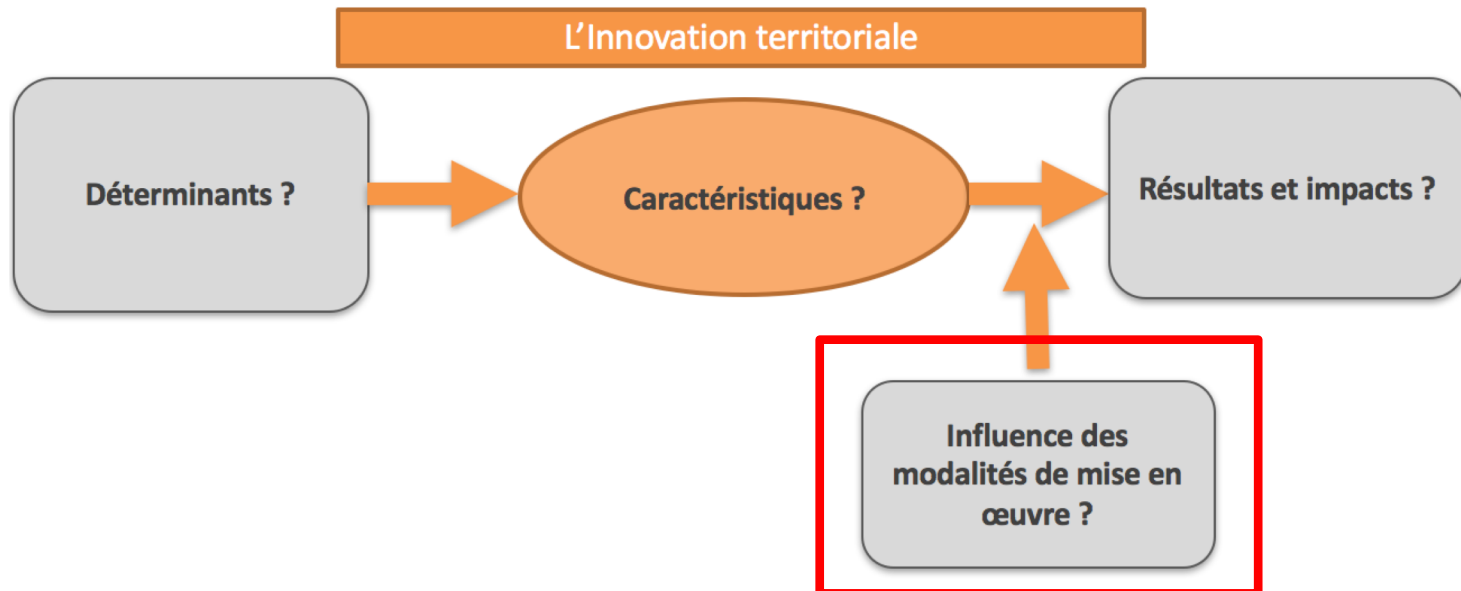 L'Innovation territoriale
Déterminants ?
Caractéristiques ?
Résultats et impacts ?
Influence des
modalités de mise en
œuvre ?